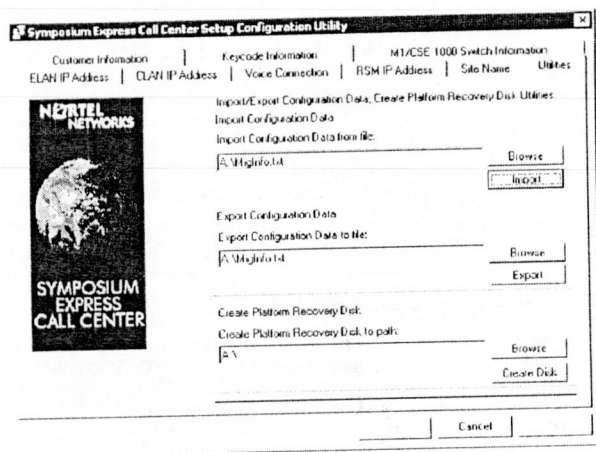 Symposium Express Call Center Setup Configuration Utility
Customer Information | Keycode Information | M1/CSE 1000 Switch Information
ELAN IP Address | CLAN IP Address | Voice Connection | RSM IP Address | Site Name Utilities
NORTEL
NETWORKS
SYMPOSIUM
EXPRESS
CALL CENTER
Import/Export Configuration Data, Create Platform Recovery Disk Utilities
Import Configuration Data
Import Configuration Data from file:
A:\MigInfo.txt
Browse
Import
Export Configuration Data
Export Configuration Data to file:
A:\MigInfo.txt
Browse
Export
Create Platform Recovery Disk
Create Platform Recovery Disk to path:
A:\
Browse
Create Disk
Cancel